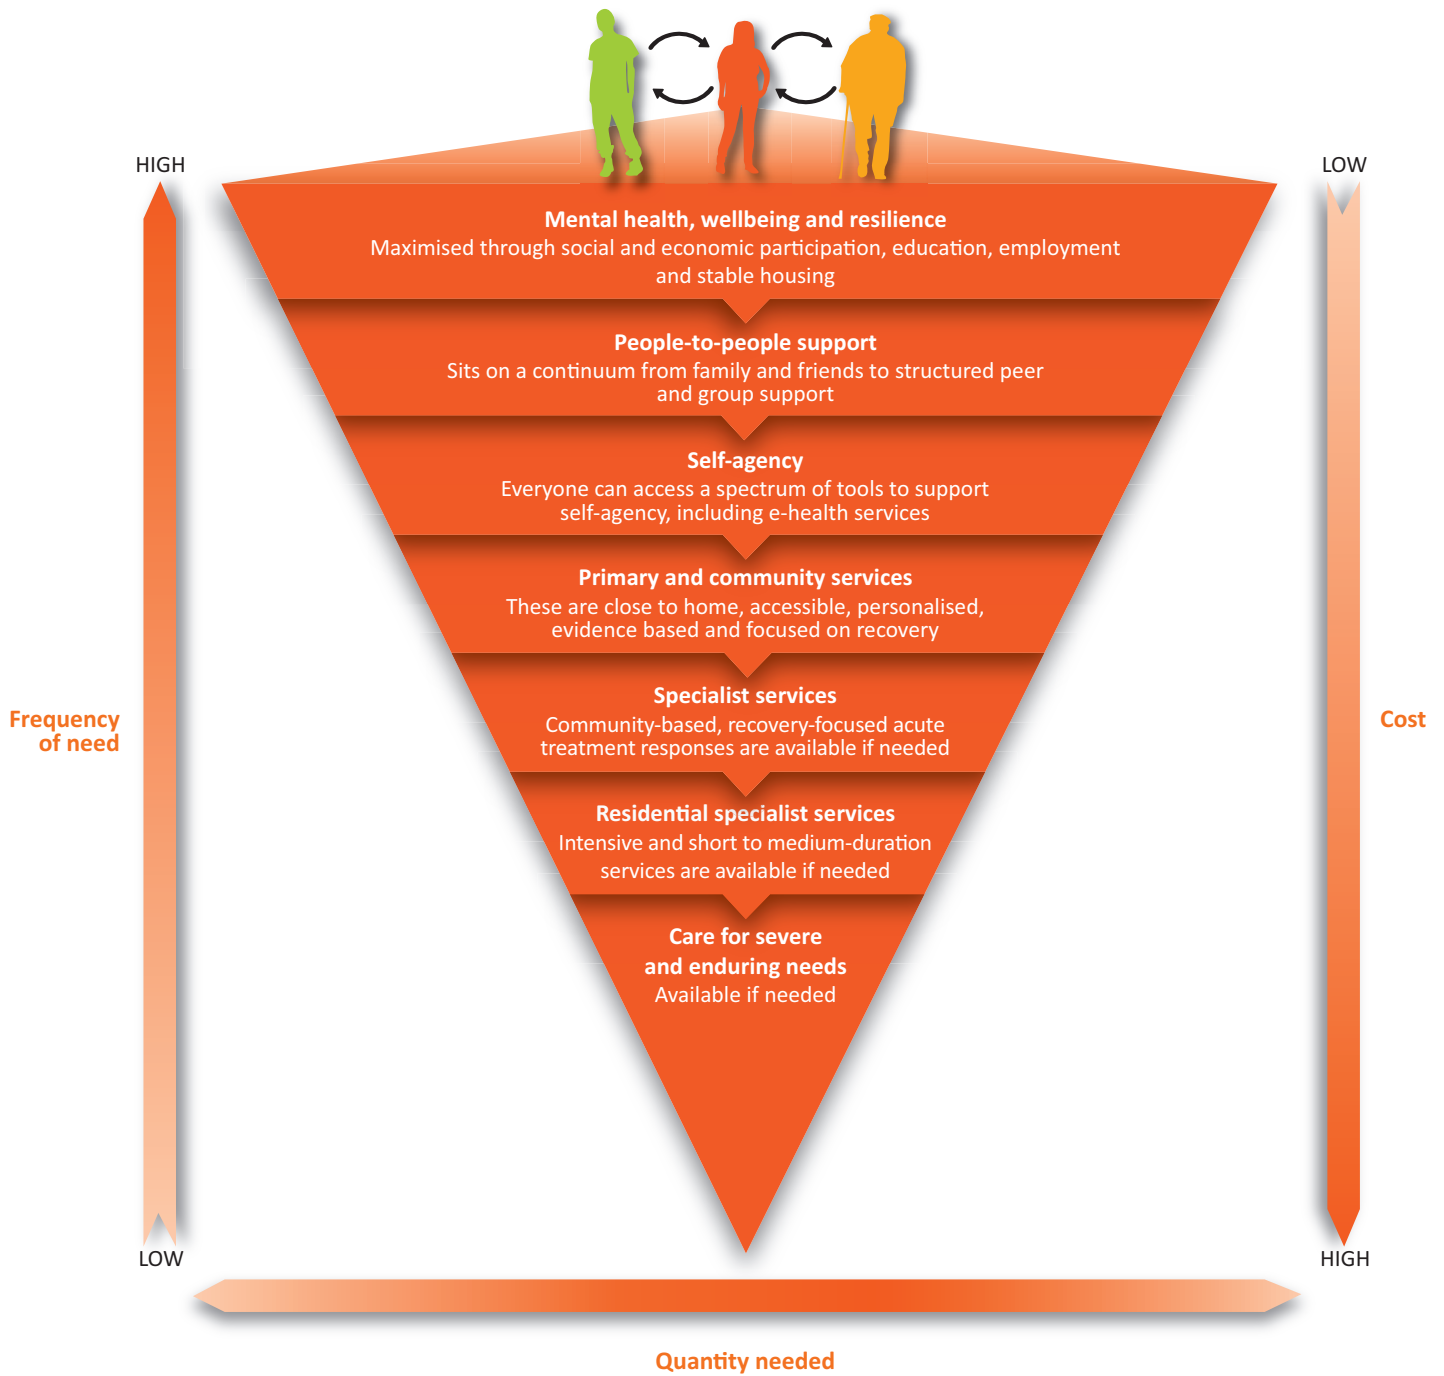 HIGH
LOW
Mental health, wellbeing and resilience
Maximised through social and economic participation, education, employment
and stable housing
People-to-people support
Sits on a continuum from family and friends to structured peer
and group support
Self-agency
Everyone can access a spectrum of tools to support
self-agency, including e-health services
Primary and community services
These are close to home, accessible, personalised,
evidence based and focused on recovery
Specialist services
Community-based, recovery-focused acute
treatment responses are available if needed
Frequency
of need
Cost
Residential specialist services
Intensive and short to medium-duration
services are available if needed
Care for severe
and enduring needs
Available if needed
LOW
HIGH
Quantity needed